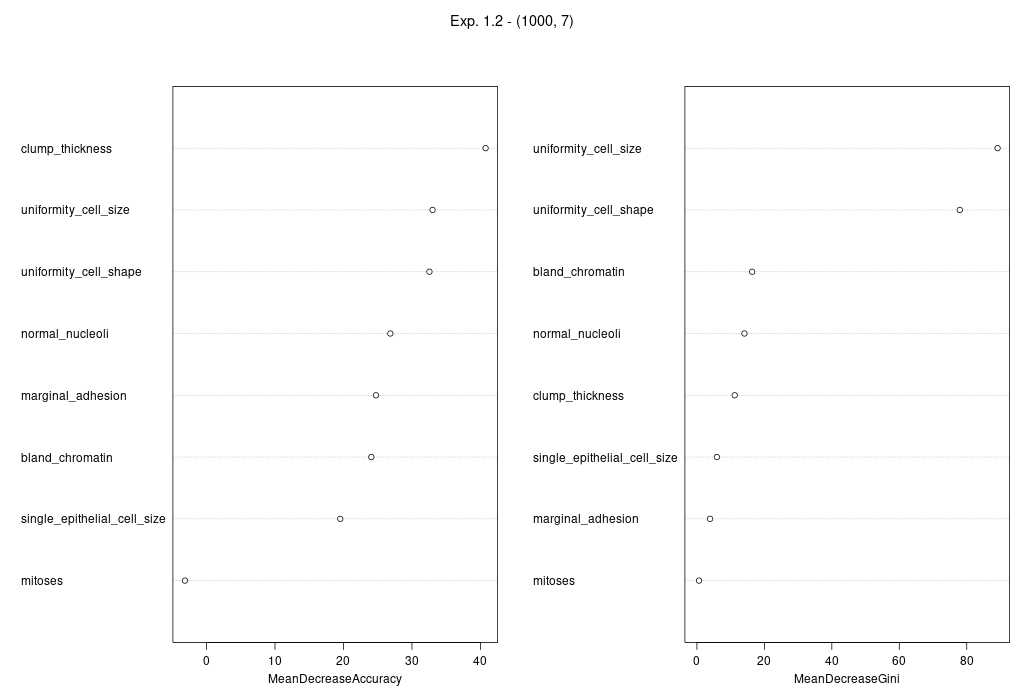 Exp. 1.2 - (1000, 7)
clump_thickness
uniformity_cell_size
uniformity_cell_shape
normal_nucleoli
marginal_adhesion
bland_chromatin
single_epithelial_cell_size
mitoses
0 10 20 30 40
MeanDecreaseAccuracy
uniformity_cell_size
uniformity_cell_shape
bland_chromatin
normal_nucleoli
clump_thickness
single_epithelial_cell_size
marginal_adhesion
mitoses
0 20 40 60 80
MeanDecreaseGini